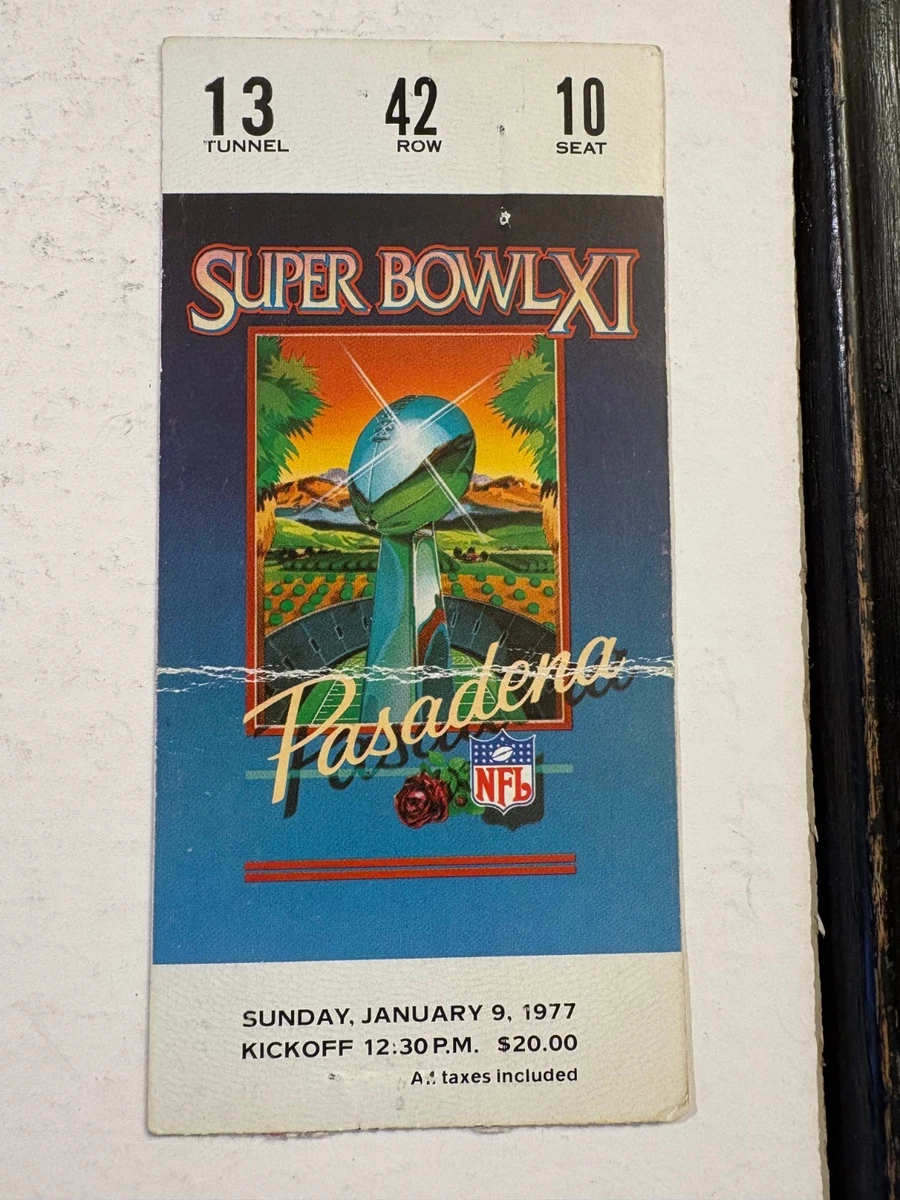 13 42 10
TUNNEL ROW SEAT
SUPER BOWL XI
Pasadena
NFL
SUNDAY, JANUARY 9, 1977
KICKOFF 12:30 P.M. $20.00
All taxes included